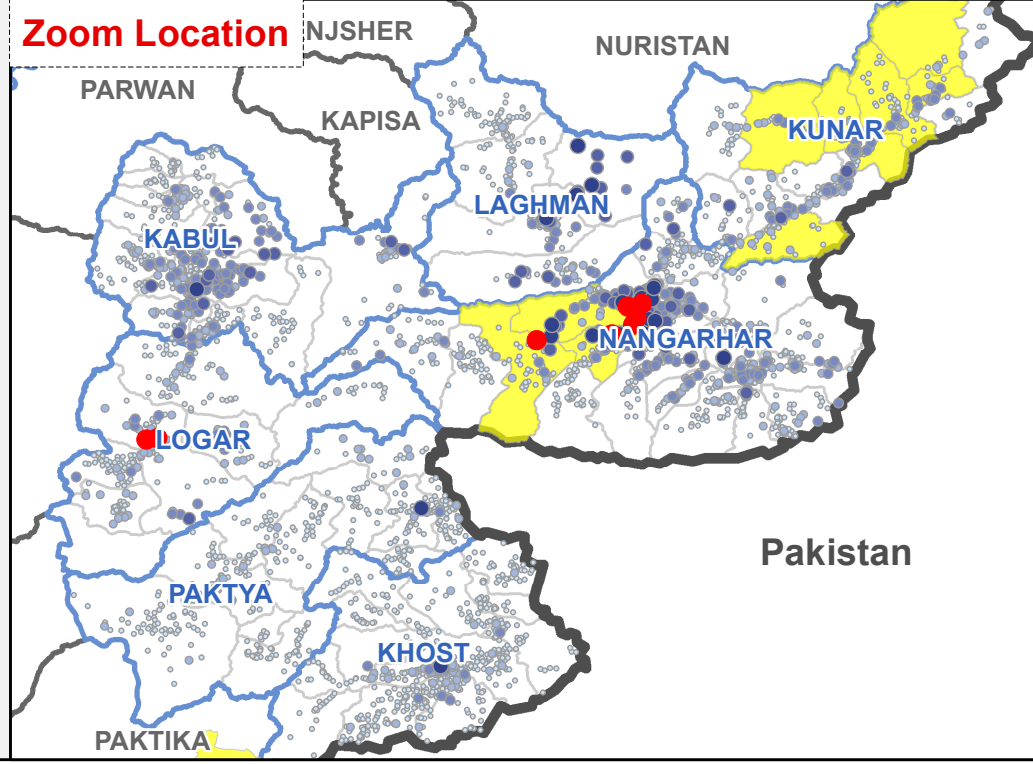 Zoom Location
NJSHER
NURISTAN
PARWAN
KAPISA
KUNAR
LAGHMAN
KABUL
NANGARHAR
LOGAR
Pakistan
PAKTYA
KHOST
PAKTIKA